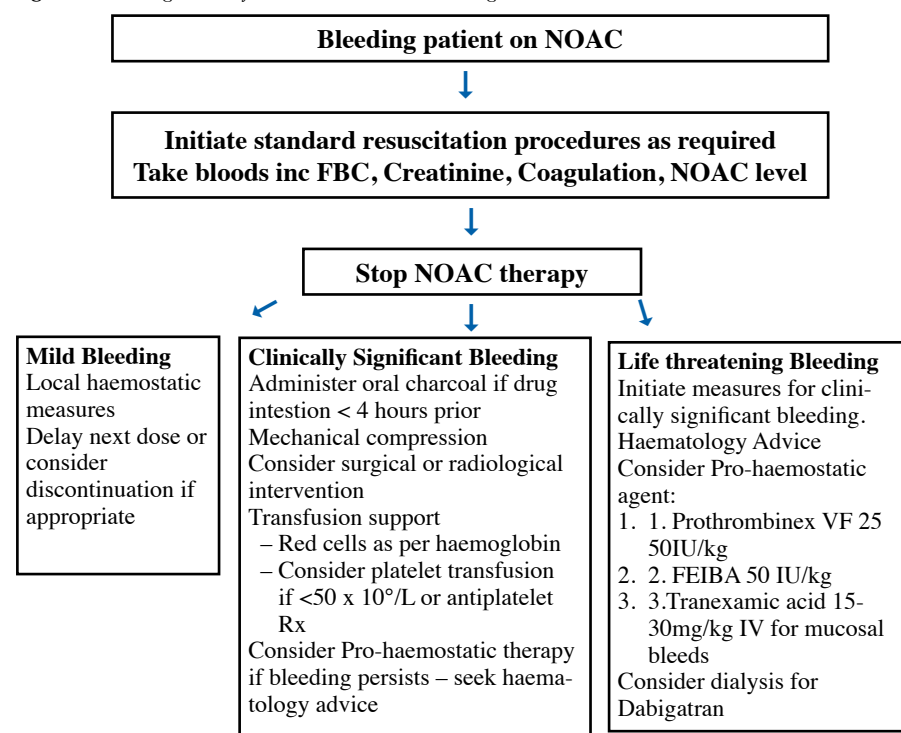 Bleeding patient on NOAC
Initiate standard resuscitation procedures as required
Take bloods inc FBC, Creatinine, Coagulation, NOAC level
Stop NOAC therapy
Mild Bleeding
Local haemostatic
measures
Delay next dose or
consider
discontinuation if
appropriate
Clinically Significant Bleeding
Administer oral charcoal if drug
intestion < 4 hours prior
Mechanical compression
Consider surgical or radiological
intervention
Transfusion support
– Red cells as per haemoglobin
– Consider platelet transfusion
if <50 x 10°/L or antiplatelet
Rx
Consider Pro-haemostatic therapy
if bleeding persists – seek haema-
tology advice
Life threatening Bleeding
Initiate measures for clini-
cally significant bleeding.
Haematology Advice
Consider Pro-haemostatic
agent:
1. 1. Prothrombinex VF 25
50IU/kg
2. 2. FEIBA 50 IU/kg
3. 3.Tranexamic acid 15-
30mg/kg IV for mucosal
bleeds
Consider dialysis for
Dabigatran